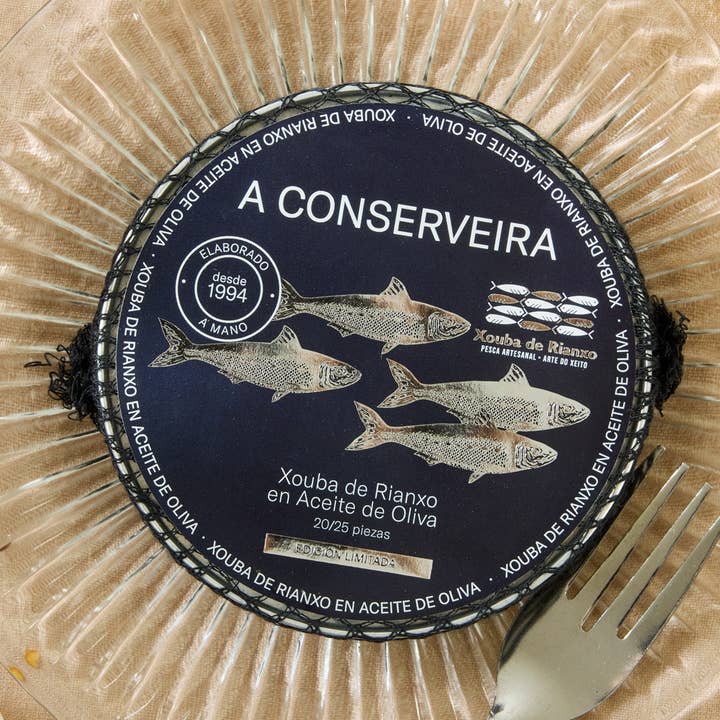 A CONSERVEIRA
ELABORADO
desde
1994
A MANO
Xouba de Rianxo
PESCA ARTESANAL - ARTE DO XEITO
Xouba de Rianxo
en Aceite de Oliva
20/25 piezas
EDICIÓN LIMITADA
XOUBA DE RIANXO EN ACEITE DE OLIVA · XOUBA DE RIANXO EN ACEITE DE OLIVA · XOUBA DE RIANXO EN ACEITE DE OLIVA · XOUBA DE RIANXO EN ACEITE DE OLIVA ·